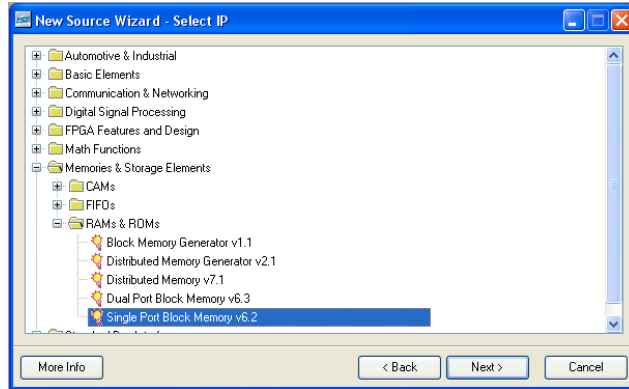 New Source Wizard - Select IP
Automotive & Industrial
Basic Elements
Communication & Networking
Digital Signal Processing
FPGA Features and Design
Math Functions
Memories & Storage Elements
CAMs
FIFOs
RAMs & ROMs
Block Memory Generator v1.1
Distributed Memory Generator v2.1
Distributed Memory v7.1
Dual Port Block Memory v6.3
Single Port Block Memory v6.2
More Info
< Back
Next >
Cancel